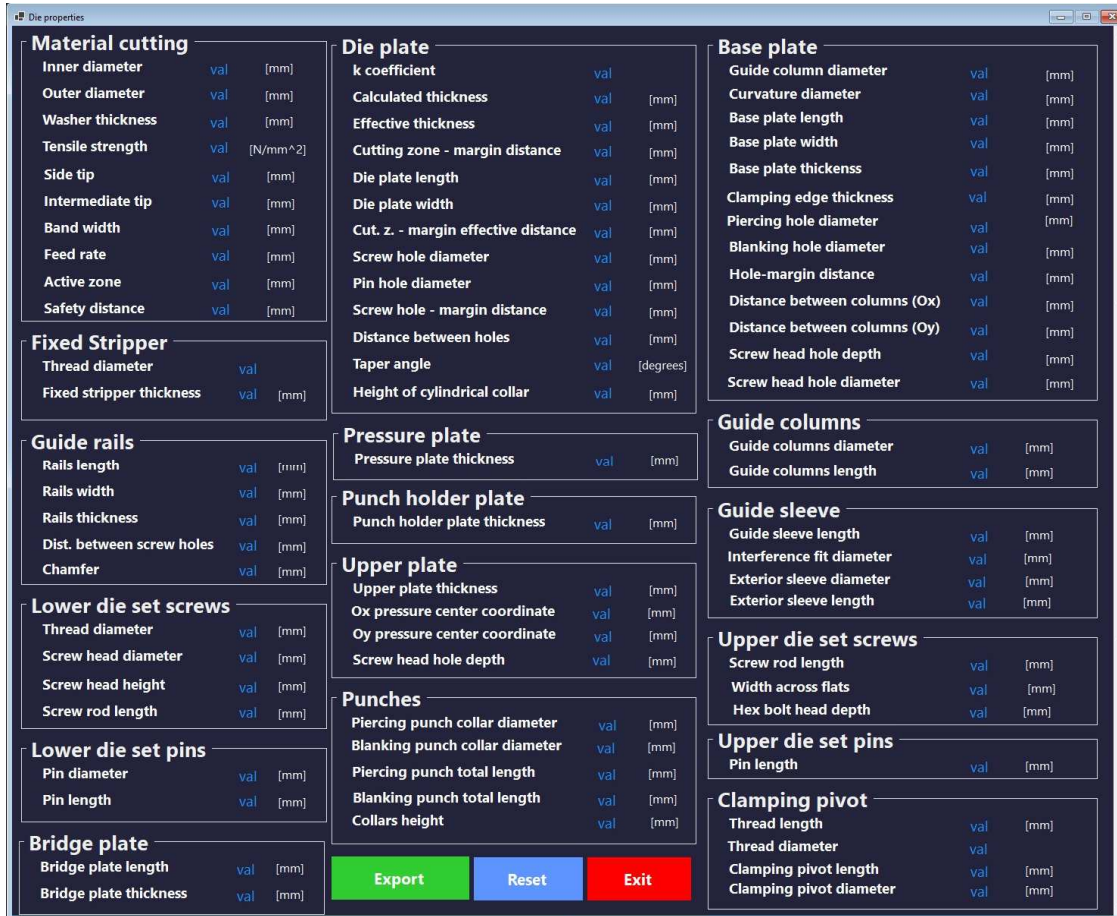 Die properties
Material cutting
Inner diameter val [mm]
Outer diameter val [mm]
Washer thickness val [mm]
Tensile strength val [N/mm^2]
Side tip val [mm]
Intermediate tip val [mm]
Band width val [mm]
Feed rate val [mm]
Active zone val [mm]
Safety distance val [mm]
Fixed Stripper
Thread diameter val
Fixed stripper thickness val [mm]
Guide rails
Rails length val [mm]
Rails width val [mm]
Rails thickness val [mm]
Dist. between screw holes val [mm]
Chamfer val [mm]
Lower die set screws
Thread diameter val [mm]
Screw head diameter val [mm]
Screw head height val [mm]
Screw rod length val [mm]
Lower die set pins
Pin diameter val [mm]
Pin length val [mm]
Bridge plate
Bridge plate length val [mm]
Bridge plate thickness val [mm]
Die plate
k coefficient val
Calculated thickness val [mm]
Effective thickness val [mm]
Cutting zone - margin distance val [mm]
Die plate length val [mm]
Die plate width val [mm]
Cut. z. - margin effective distance val [mm]
Screw hole diameter val [mm]
Pin hole diameter val [mm]
Screw hole - margin distance val [mm]
Distance between holes val [mm]
Taper angle val [degrees]
Height of cylindrical collar val [mm]
Pressure plate
Pressure plate thickness val [mm]
Punch holder plate
Punch holder plate thickness val [mm]
Upper plate
Upper plate thickness val [mm]
Ox pressure center coordinate val [mm]
Oy pressure center coordinate val [mm]
Screw head hole depth val [mm]
Punches
Piercing punch collar diameter val [mm]
Blanking punch collar diameter val [mm]
Piercing punch total length val [mm]
Blanking punch total length val [mm]
Collars height val [mm]
Export Reset Exit
Base plate
Guide column diameter val [mm]
Curvature diameter val [mm]
Base plate length val [mm]
Base plate width val [mm]
Base plate thickenss val [mm]
Clamping edge thickness val [mm]
Piercing hole diameter val [mm]
Blanking hole diameter val [mm]
Hole-margin distance val [mm]
Distance between columns (Ox) val [mm]
Distance between columns (Oy) val [mm]
Screw head hole depth val [mm]
Screw head hole diameter val [mm]
Guide columns
Guide columns diameter val [mm]
Guide columns length val [mm]
Guide sleeve
Guide sleeve length val [mm]
Interference fit diameter val [mm]
Exterior sleeve diameter val [mm]
Exterior sleeve length val [mm]
Upper die set screws
Screw rod length val [mm]
Width across flats val [mm]
Hex bolt head depth val [mm]
Upper die set pins
Pin length val [mm]
Clamping pivot
Thread length val [mm]
Thread diameter val
Clamping pivot length val [mm]
Clamping pivot diameter val [mm]